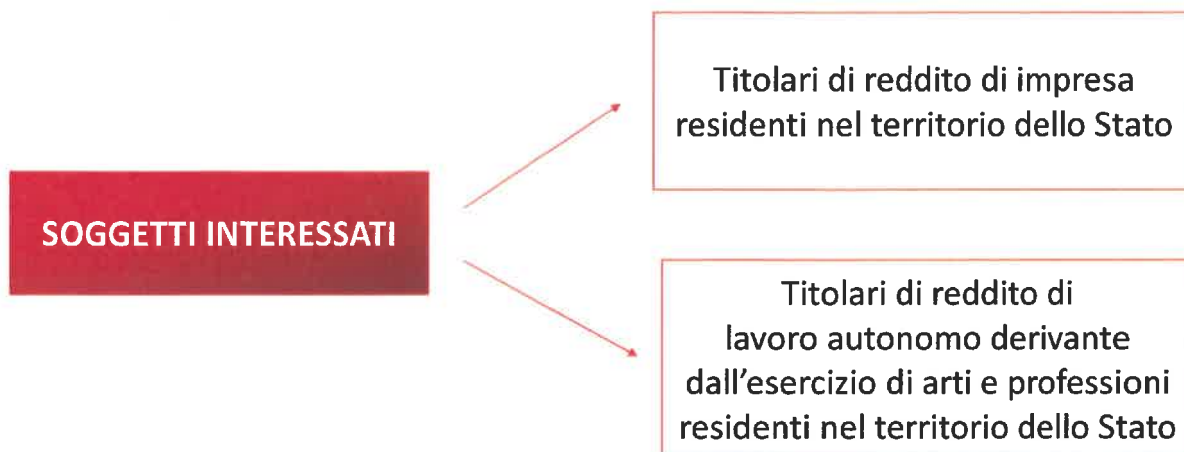 SOGGETTI INTERESSATI
Titolari di reddito di impresa
residenti nel territorio dello Stato
Titolari di reddito di
lavoro autonomo derivante
dall'esercizio di arti e professioni
residenti nel territorio dello Stato